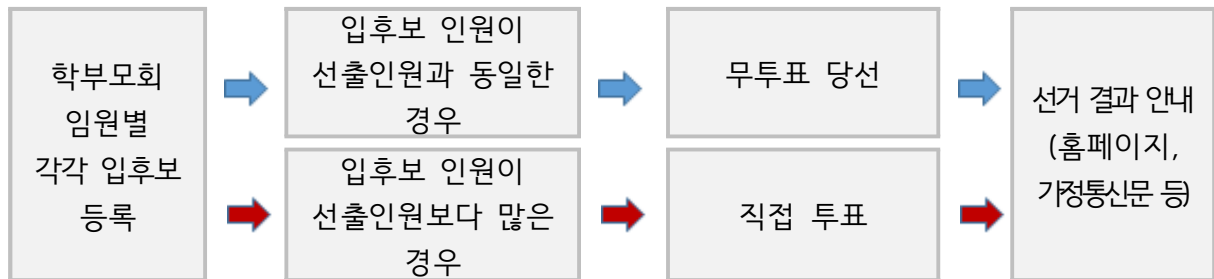 학부모회
임원별
각각 입후보
등록
입후보 인원이
선출인원과 동일한
경우
무투표 당선
입후보 인원이
선출인원보다 많은
경우
직접 투표
선거 결과 안내
(홈페이지,
가정통신문 등)